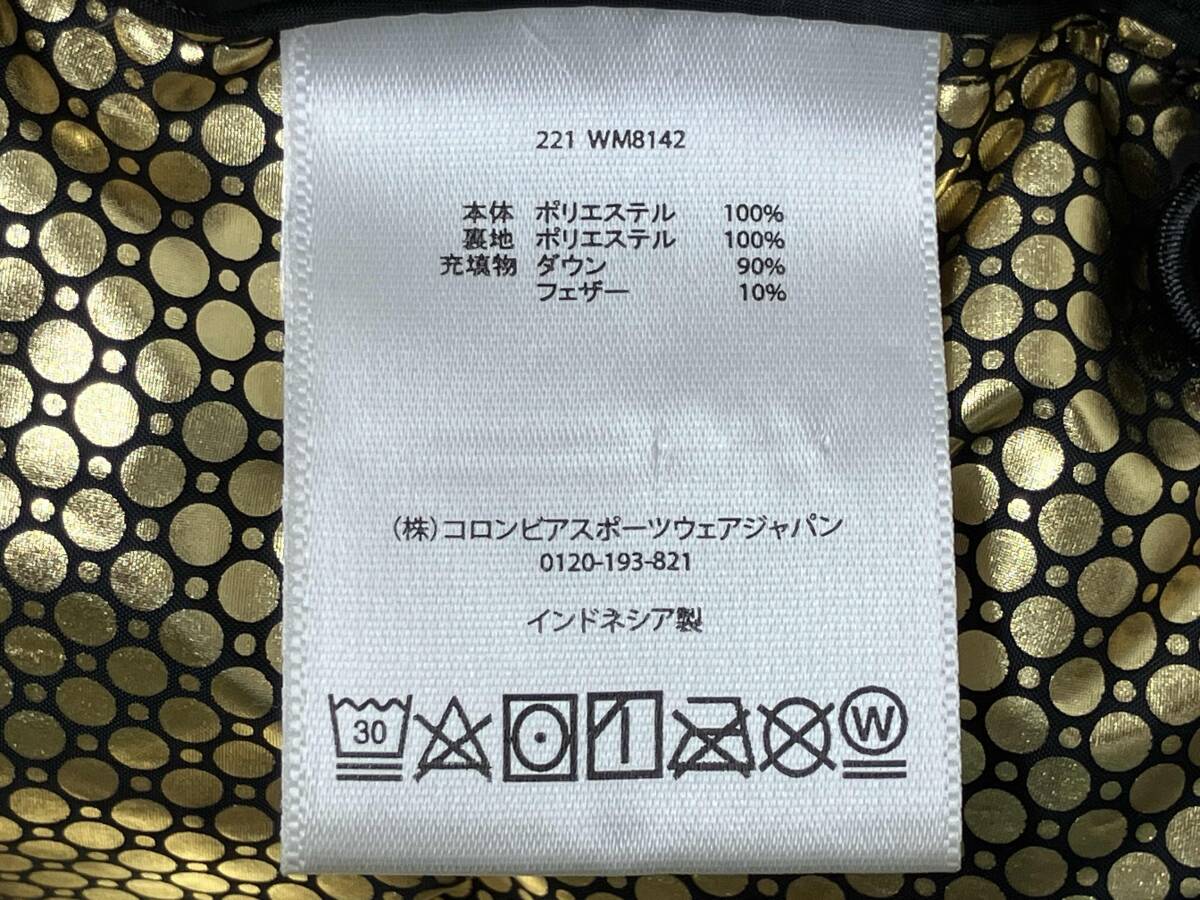 221 WM8142
本体 ポリエステル 100%
裏地 ポリエステル 100%
充填物 ダウン 90%
フェザー 10%
(株)コロンビアスポーツウェアジャパン
0120-193-821
インドネシア製
30 W